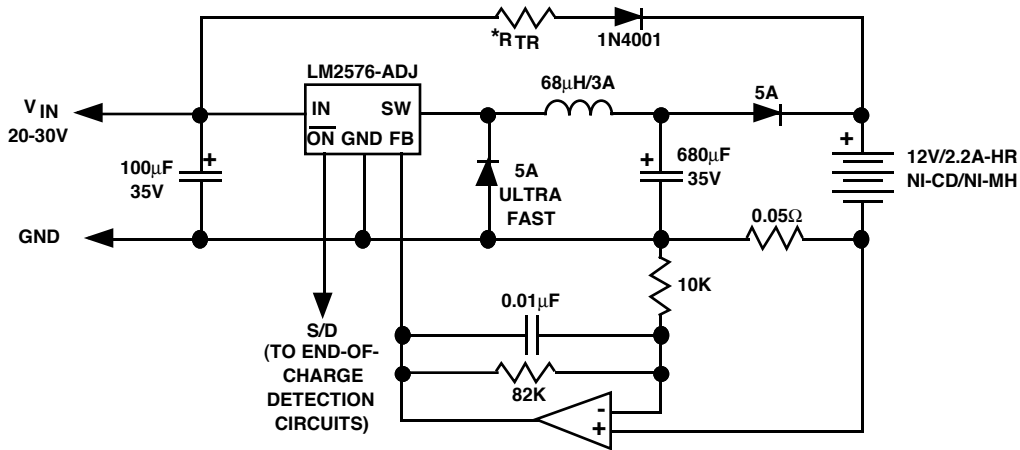 *RTR
1N4001
LM2576-ADJ
IN SW
ON GND FB
VIN
20-30V
100μF
35V
+
68μH/3A
5A
5A
ULTRA
FAST
+
680μF
35V
+
12V/2.2A-HR
NI-CD/NI-MH
GND
0.05Ω
10K
0.01μF
82K
S/D
(TO END-OF-
CHARGE
DETECTION
CIRCUITS)
-
+